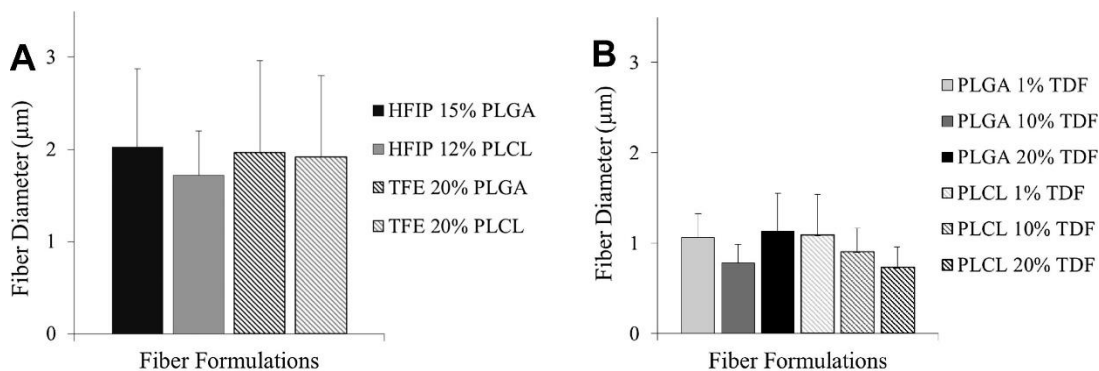 A
3
2
1
0
Fiber Diameter (µm)
Fiber Formulations
HFIP 15% PLGA
HFIP 12% PLCL
TFE 20% PLGA
TFE 20% PLCL
B
3
2
1
0
Fiber Diameter (µm)
Fiber Formulations
PLGA 1% TDF
PLGA 10% TDF
PLGA 20% TDF
PLCL 1% TDF
PLCL 10% TDF
PLCL 20% TDF